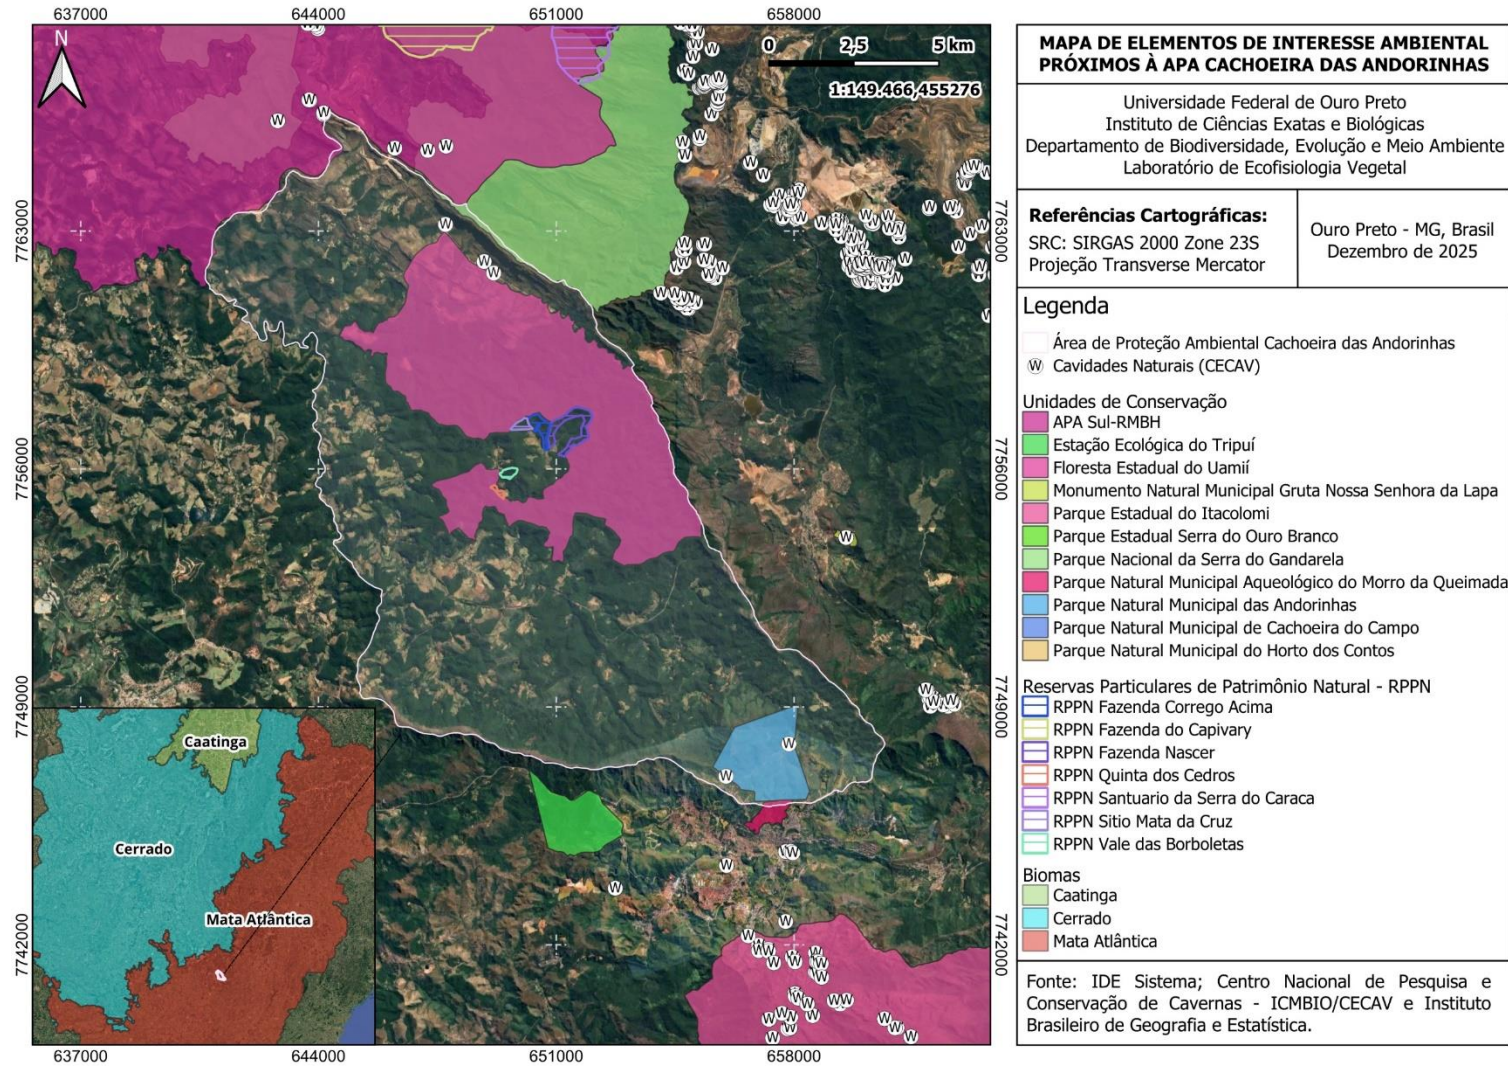 637000
644000
651000
658000
N
0
2,5
5 km
1:149.466,455276
7763000
7756000
7749000
7742000
7763000
7756000
7749000
7742000
W
Caatinga
Cerrado
Mata Atlântica
637000
644000
651000
658000
MAPA DE ELEMENTOS DE INTERESSE AMBIENTAL
PRÓXIMOS À APA CACHOEIRA DAS ANDORINHAS
Universidade Federal de Ouro Preto
Instituto de Ciências Exatas e Biológicas
Departamento de Biodiversidade, Evolução e Meio Ambiente
Laboratório de Ecofisiologia Vegetal
Referências Cartográficas:
SRC: SIRGAS 2000 Zone 23S
Projeção Transverse Mercator
Ouro Preto - MG, Brasil
Dezembro de 2025
Legenda
Área de Proteção Ambiental Cachoeira das Andorinhas
W Cavidades Naturais (CECAV)
Unidades de Conservação
APA Sul-RMBH
Estação Ecológica do Tripuí
Floresta Estadual do Uamií
Monumento Natural Municipal Gruta Nossa Senhora da Lapa
Parque Estadual do Itacolomi
Parque Estadual Serra do Ouro Branco
Parque Nacional da Serra do Gandarela
Parque Natural Municipal Aqueológico do Morro da Queimada
Parque Natural Municipal das Andorinhas
Parque Natural Municipal de Cachoeira do Campo
Parque Natural Municipal do Horto dos Contos
Reservas Particulares de Patrimônio Natural - RPPN
RPPN Fazenda Corrego Acima
RPPN Fazenda do Capivary
RPPN Fazenda Nascer
RPPN Quinta dos Cedros
RPPN Santuario da Serra do Caraca
RPPN Sitio Mata da Cruz
RPPN Vale das Borboletas
Biomas
Caatinga
Cerrado
Mata Atlântica
Fonte: IDE Sistema; Centro Nacional de Pesquisa e
Conservação de Cavernas - ICMBIO/CECAV e Instituto
Brasileiro de Geografia e Estatística.